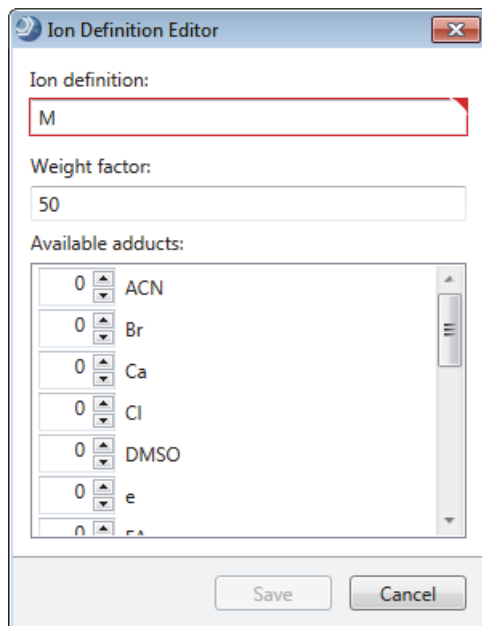 Ion Definition Editor
Ion definition:
M
Weight factor:
50
Available adducts:
0 ACN
0 Br
0 Ca
0 Cl
0 DMSO
0 e
0
Save Cancel